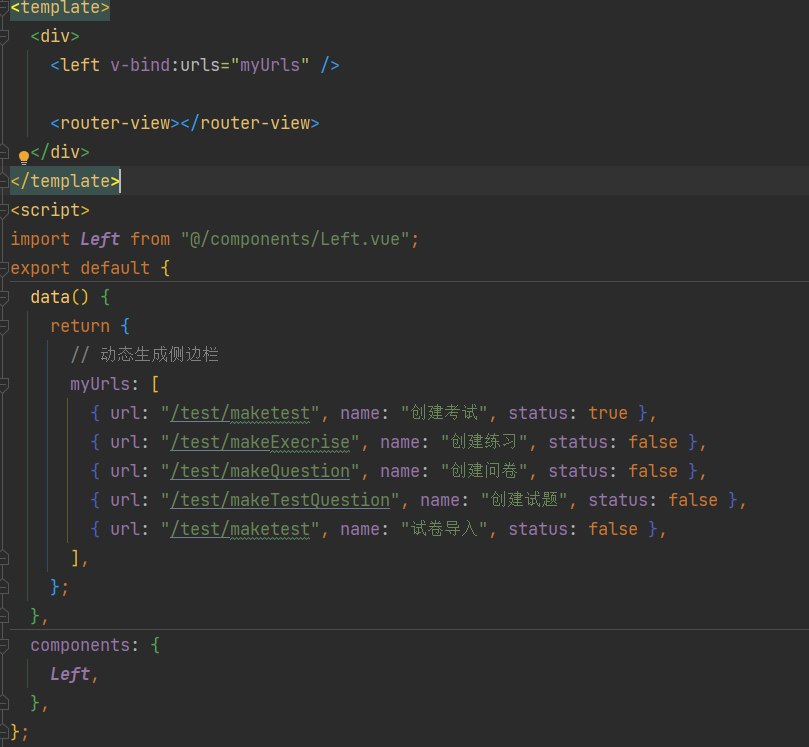 <template>
<div>
<left v-bind:urls="myUrls" />
<router-view></router-view>
</div>
</template>
<script>
import Left from "@/components/Left.vue";
export default {
data() {
return {
// 动态生成侧边栏
myUrls: [
{ url: "/test/maketest", name: "创建考试", status: true },
{ url: "/test/makeExecrise", name: "创建练习", status: false },
{ url: "/test/makeQuestion", name: "创建问卷", status: false },
{ url: "/test/makeTestQuestion", name: "创建试题", status: false },
{ url: "/test/maketest", name: "试卷导入", status: false },
],
};
},
components: {
Left,
},
};